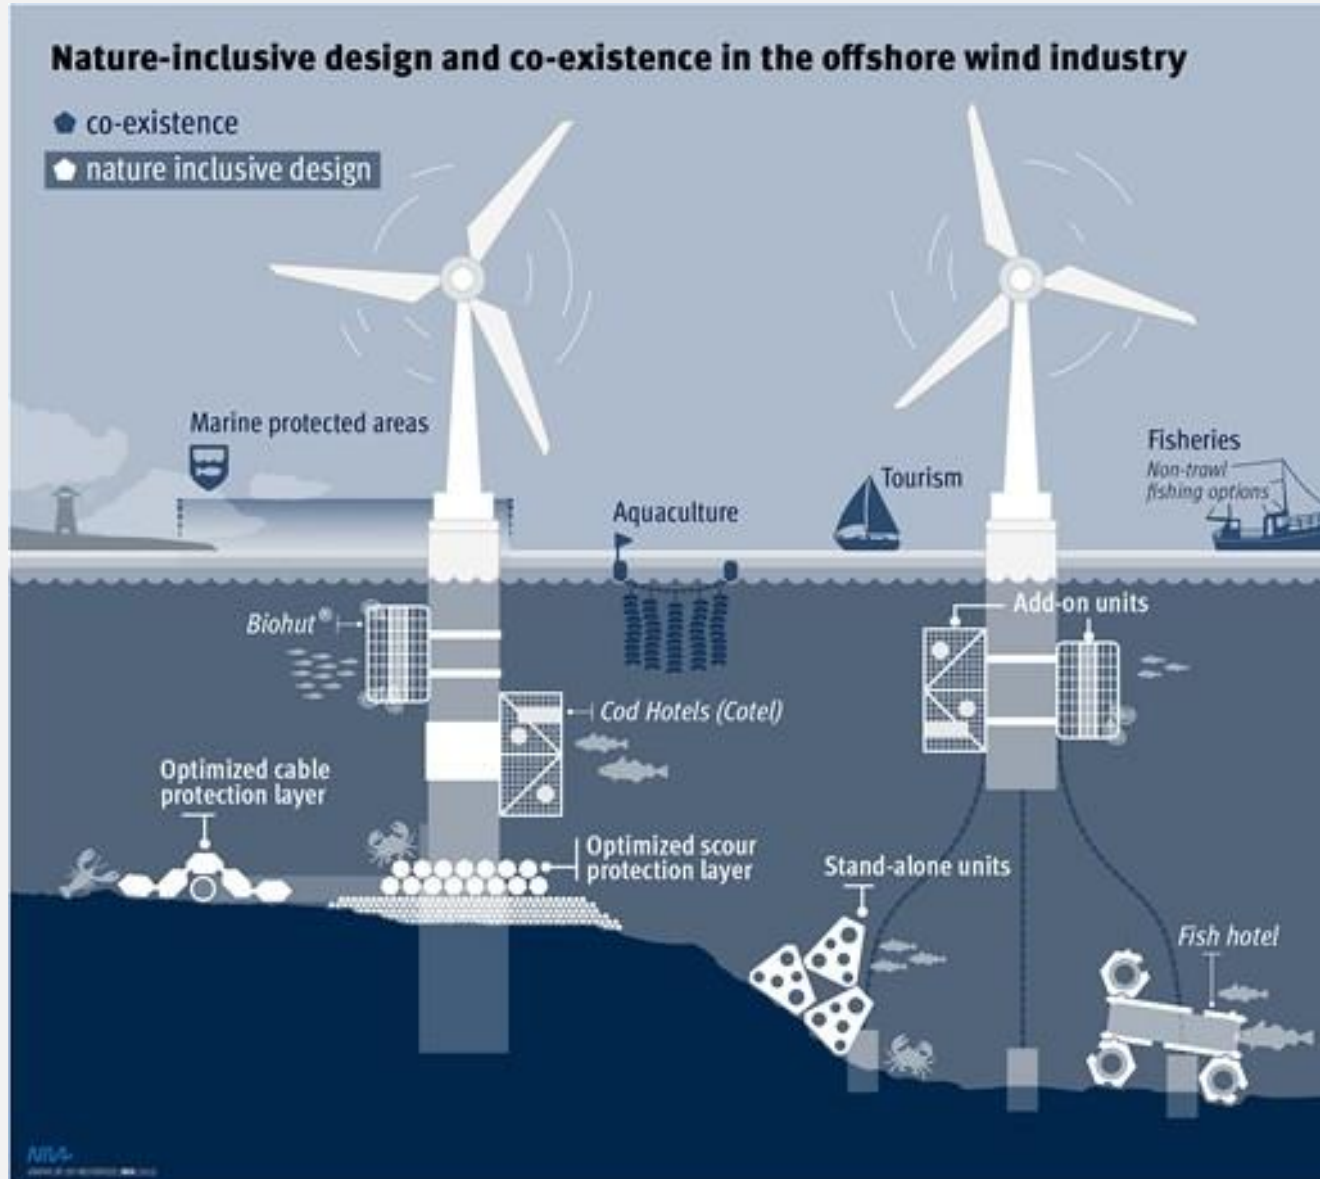 Nature-inclusive design and co-existence in the offshore wind industry
co-existence
nature inclusive design
Marine protected areas
Fisheries
Non-trawl
fishing options
Tourism
Aquaculture
Biohut®
Add-on units
Cod Hotels (Cotel)
Optimized cable
protection layer
Optimized scour
protection layer
Stand-alone units
Fish hotel